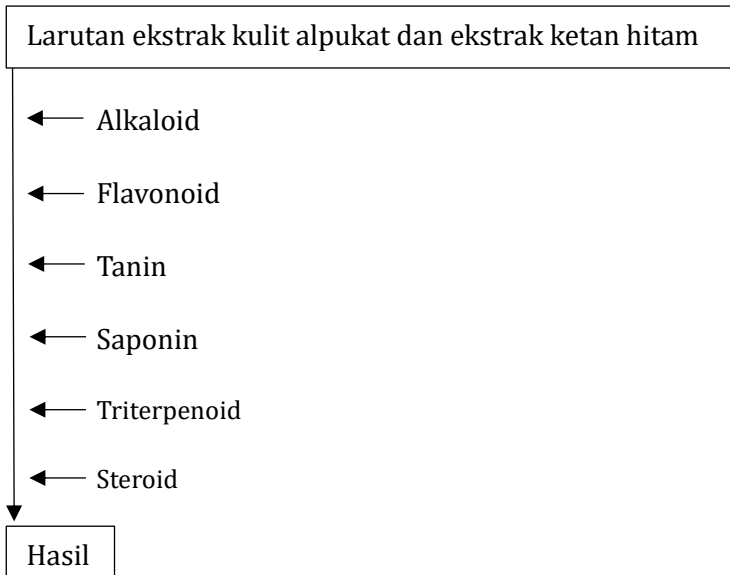 Larutan ekstrak kulit alpukat dan ekstrak ketan hitam
Alkaloid
Flavonoid
Tanin
Saponin
Triterpenoid
Steroid
Hasil